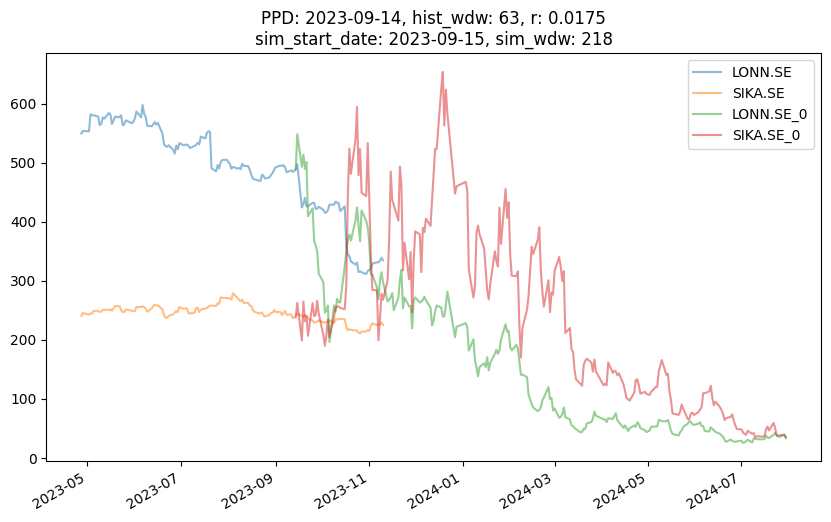 PPD: 2023-09-14, hist_wdw: 63, r: 0.0175
sim_start_date: 2023-09-15, sim_wdw: 218
LONN.SE
SIKA.SE
LONN.SE_0
SIKA.SE_0
600
500
400
300
200
100
0
2023-05
2023-07
2023-09
2023-11
2024-01
2024-03
2024-05
2024-07